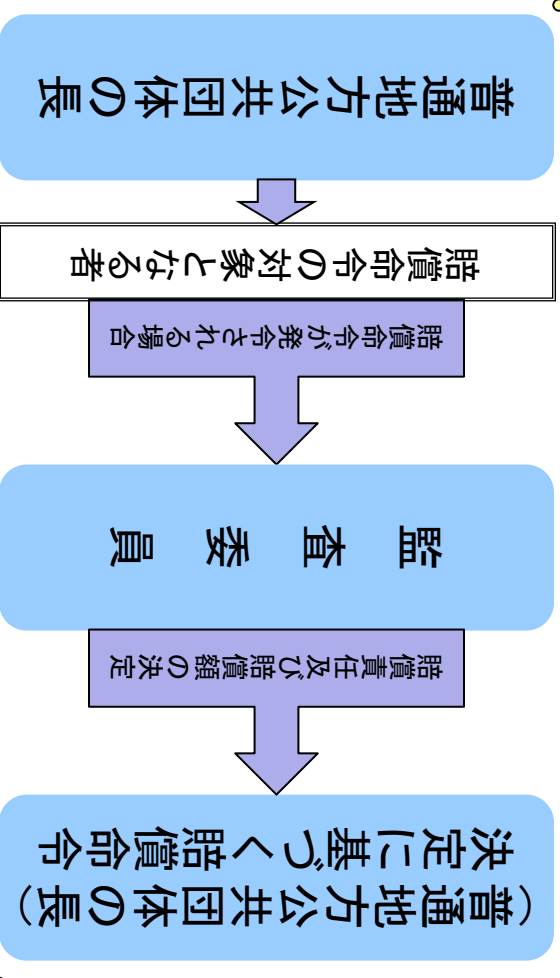 普通地方公共団体の長
賠償命令の対象となる者
賠償命令が発令される場合
監査委員
賠償責任及び賠償額の決定
決定に基づく賠償命令
（普通地方公共団体の長）